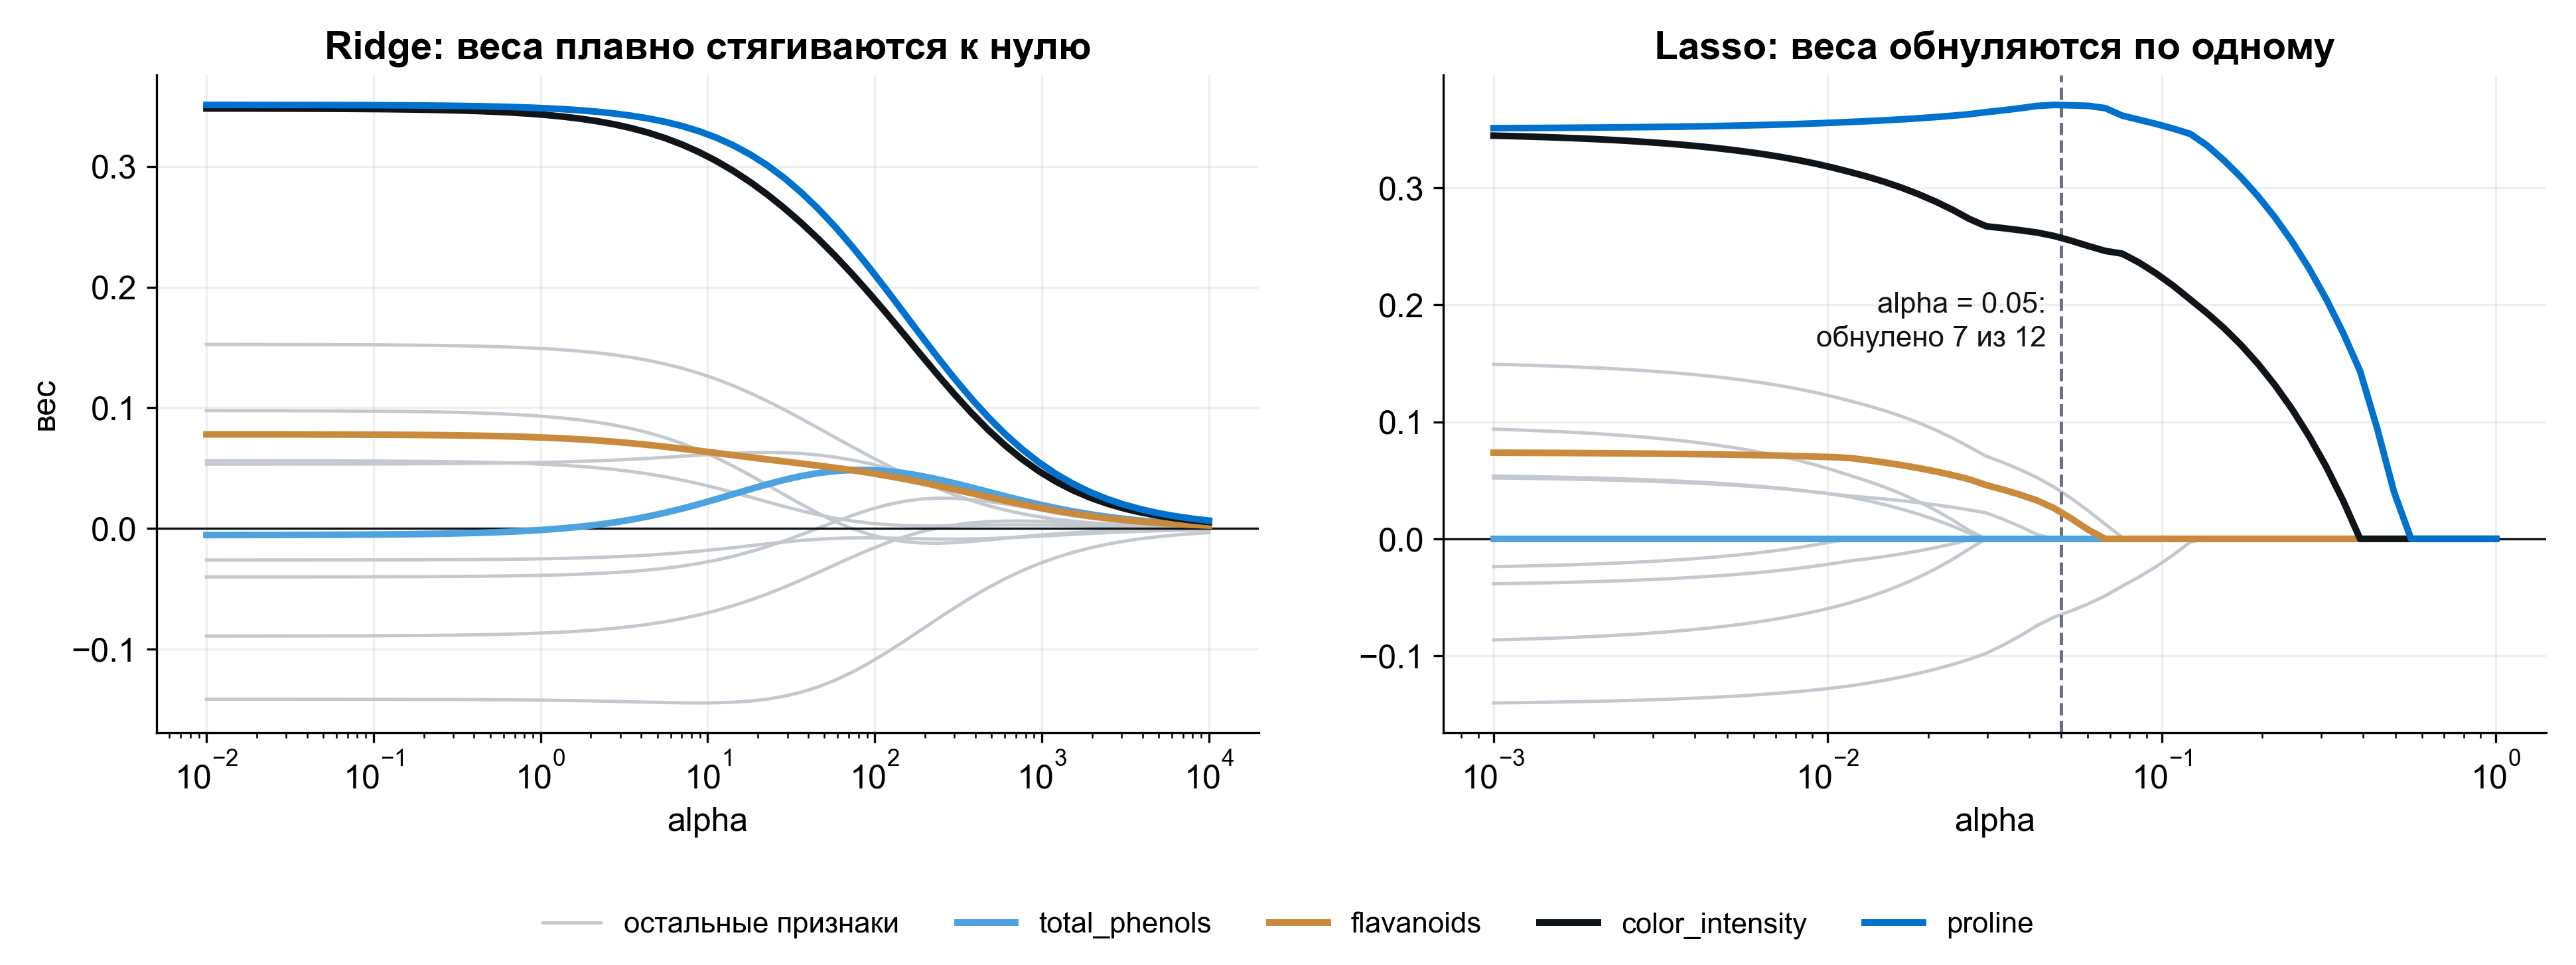 Ridge: веса плавно стягиваются к нулю
вес
0.3
0.2
0.1
0.0
−0.1
10⁻² 10⁻¹ 10⁰ 10¹ 10² 10³ 10⁴
alpha
Lasso: веса обнуляются по одному
0.3
0.2
0.1
0.0
−0.1
alpha = 0.05:
обнулено 7 из 12
10⁻³ 10⁻² 10⁻¹ 10⁰
alpha
остальные признаки total_phenols flavanoids color_intensity proline